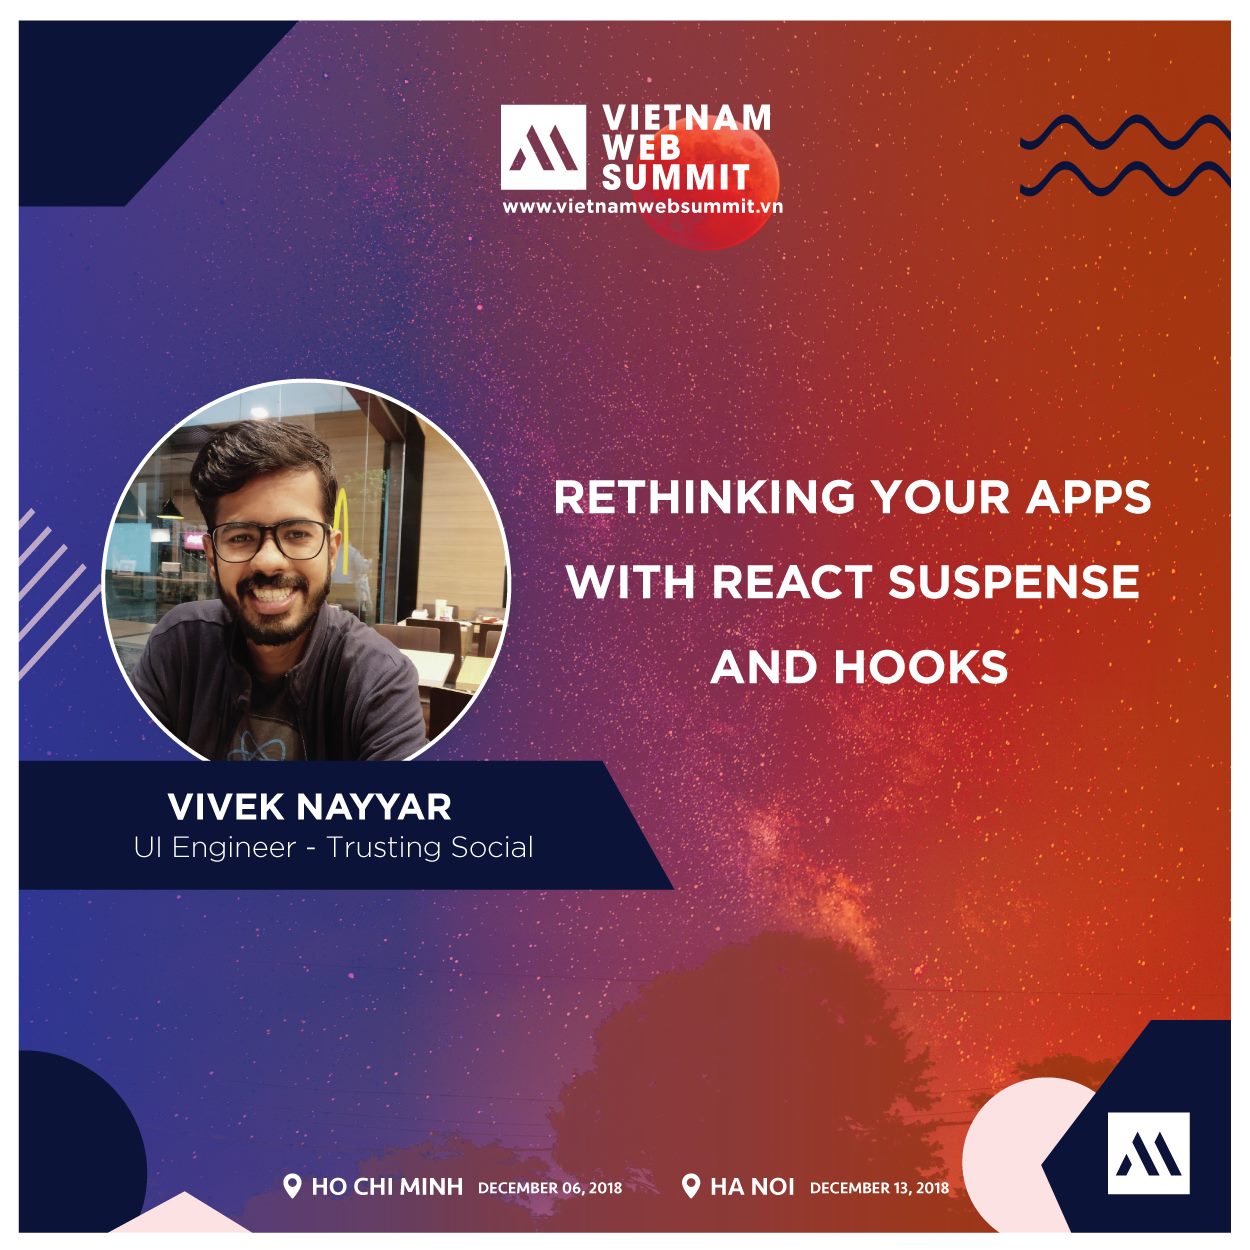 VIETNAM
WEB
SUMMIT
www.vietnamwebsummit.vn
RETHINKING YOUR APPS
WITH REACT SUSPENSE
AND HOOKS
VIVEK NAYYAR
UI Engineer - Trusting Social
HO CHI MINH DECEMBER 06, 2018
HA NOI DECEMBER 13, 2018